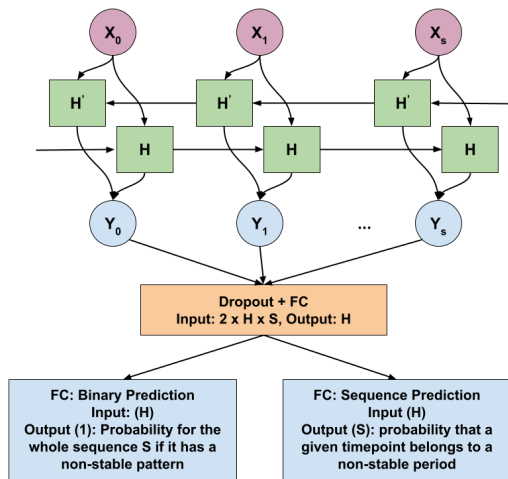 X0 X1 Xs
H' H' H'
H H H
Y0 Y1 ... Ys
Dropout + FC
Input: 2 x H x S, Output: H
FC: Binary Prediction
Input: (H)
Output (1): Probability for the
whole sequence S if it has a
non-stable pattern
FC: Sequence Prediction
Input (H)
Output (S): probability that a
given timepoint belongs to a
non-stable period